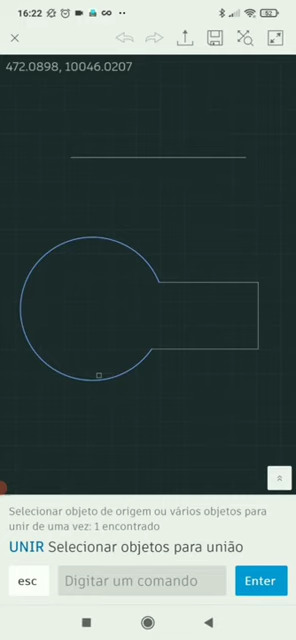 16:22
52
472.0898, 10046.0207
Selecionar objeto de origem ou vários objetos para
unir de uma vez: 1 encontrado
UNIR Selecionar objetos para união
esc
Digitar um comando
Enter